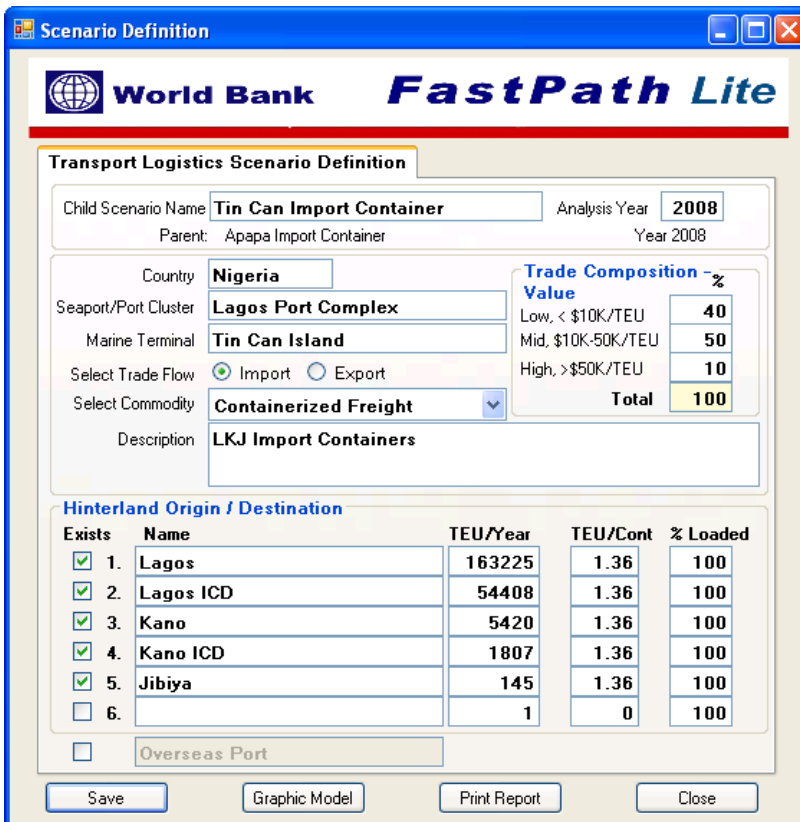 Scenario Definition
World Bank FastPath Lite
Transport Logistics Scenario Definition
Child Scenario Name Tin Can Import Container Analysis Year 2008
Parent: Apapa Import Container Year 2008
Country Nigeria
Seaport/Port Cluster Lagos Port Complex
Marine Terminal Tin Can Island
Select Trade Flow Import Export
Select Commodity Containerized Freight
Description LKJ Import Containers
Trade Composition - Value %
Low, < $10K/TEU 40
Mid, $10K-50K/TEU 50
High, >$50K/TEU 10
Total 100
Hinterland Origin / Destination
Exists Name TEU/Year TEU/Cont % Loaded
1. Lagos 163225 1.36 100
2. Lagos ICD 54408 1.36 100
3. Kano 5420 1.36 100
4. Kano ICD 1807 1.36 100
5. Jibiya 145 1.36 100
6. 1 0 100
Overseas Port
Save Graphic Model Print Report Close